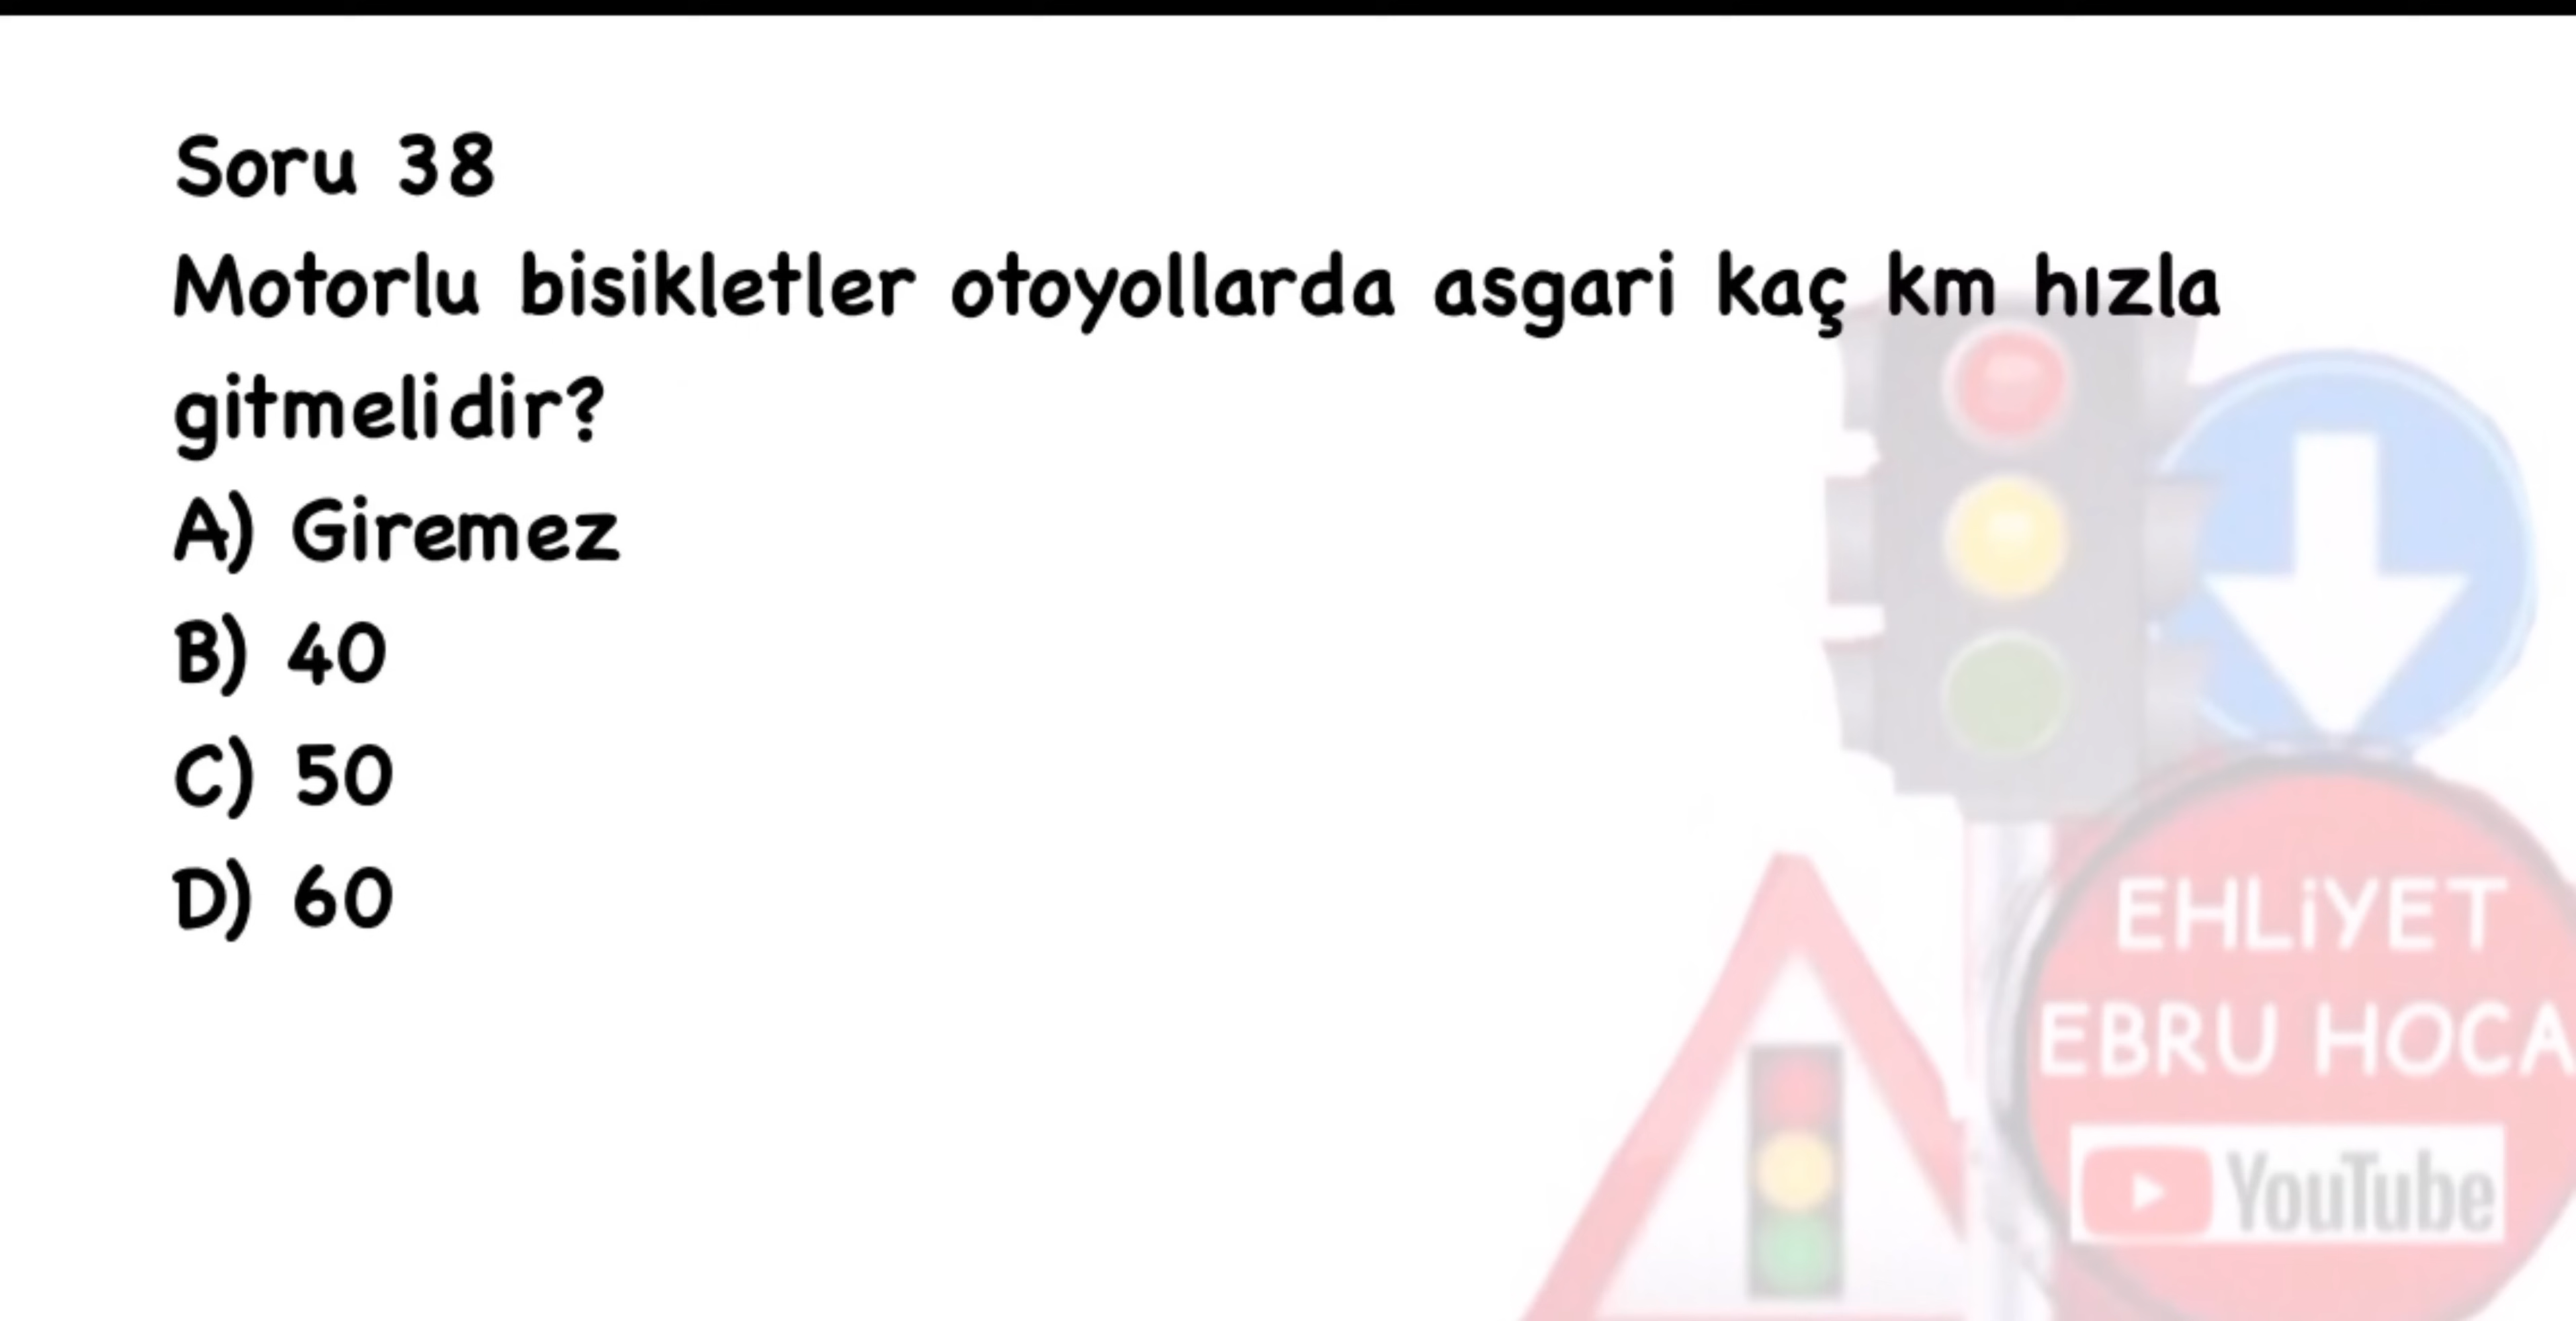 Soru 38
Motorlu bisikletler otoyollarda asgari kaç km hızla
gitmelidir?
A) Giremez
B) 40
C) 50
D) 60
EHLİYET
EBRU HOCA
YouTube